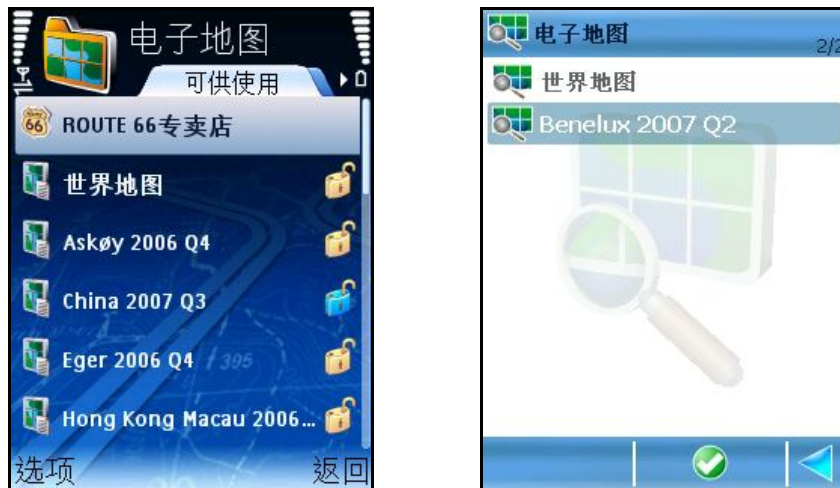 电子地图
可供使用
66
ROUTE 66专卖店
世界地图
Askøy 2006 Q4
China 2007 Q3
Eger 2006 Q4
395
Hong Kong Macau 2006...
选项
返回
电子地图
2/2
世界地图
Benelux 2007 Q2